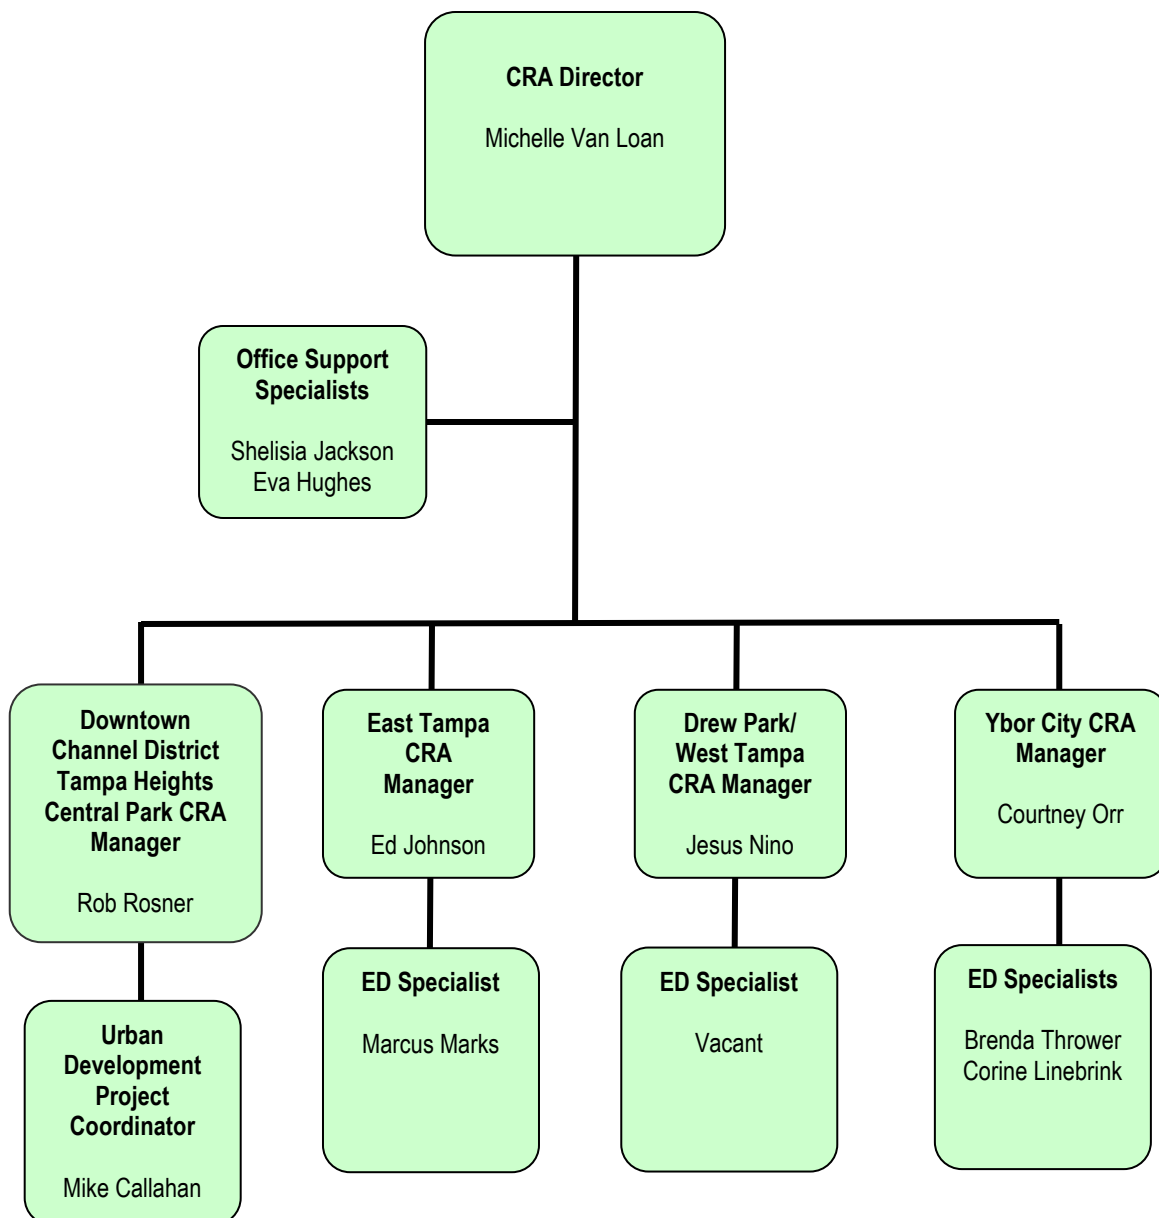 CRA Director
Michelle Van Loan
Office Support
Specialists
Shelisia Jackson
Eva Hughes
Downtown
Channel District
Tampa Heights
Central Park CRA
Manager
Rob Rosner
East Tampa
CRA
Manager
Ed Johnson
Drew Park/
West Tampa
CRA Manager
Jesus Nino
Ybor City CRA
Manager
Courtney Orr
Urban
Development
Project
Coordinator
Mike Callahan
ED Specialist
Marcus Marks
ED Specialist
Vacant
ED Specialists
Brenda Thrower
Corine Linebrink